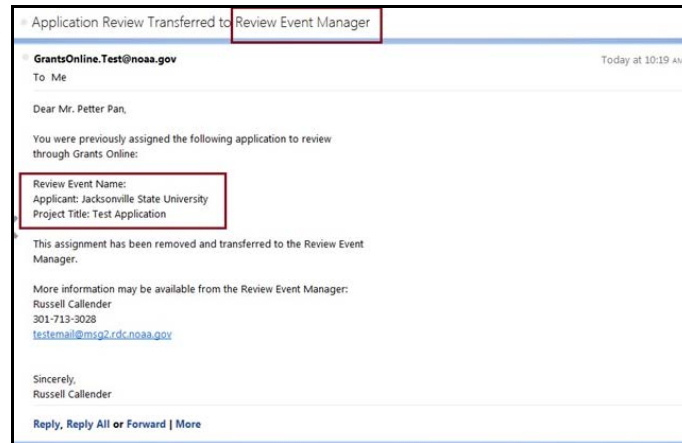 Application Review Transferred to Review Event Manager
GrantsOnline.Test@noaa.gov
Today at 10:19 AM
To Me
Dear Mr. Petter Pan,
You were previously assigned the following application to review
through Grants Online:
Review Event Name:
Applicant: Jacksonville State University
Project Title: Test Application
This assignment has been removed and transferred to the Review Event
Manager.
More information may be available from the Review Event Manager:
Russell Callender
301-713-3028
testemail@msg2.rdc.noaa.gov
Sincerely,
Russell Callender
Reply, Reply All or Forward | More